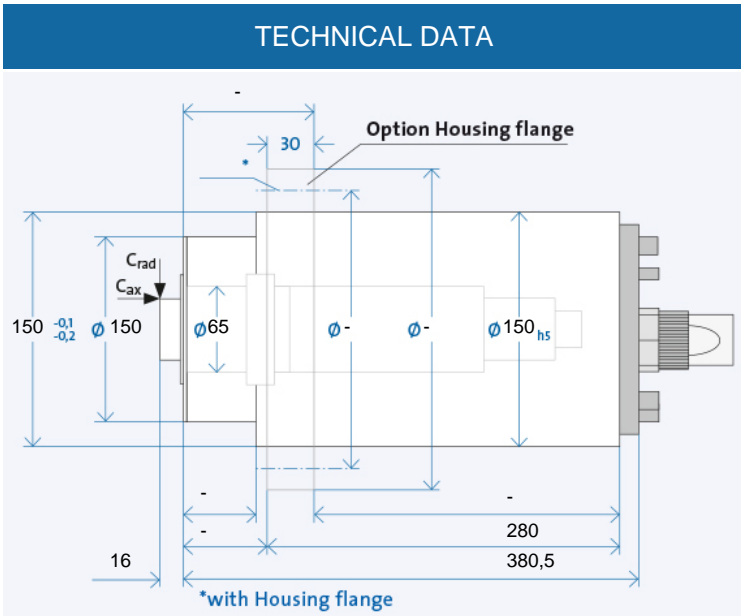 TECHNICAL DATA
-
30
Option Housing flange
*
Crad
Cax
150 -0,1 -0,2
Ø 150
Ø65
Ø -
Ø -
Ø 150 h5
-
-
-
280
16
380,5
*with Housing flange